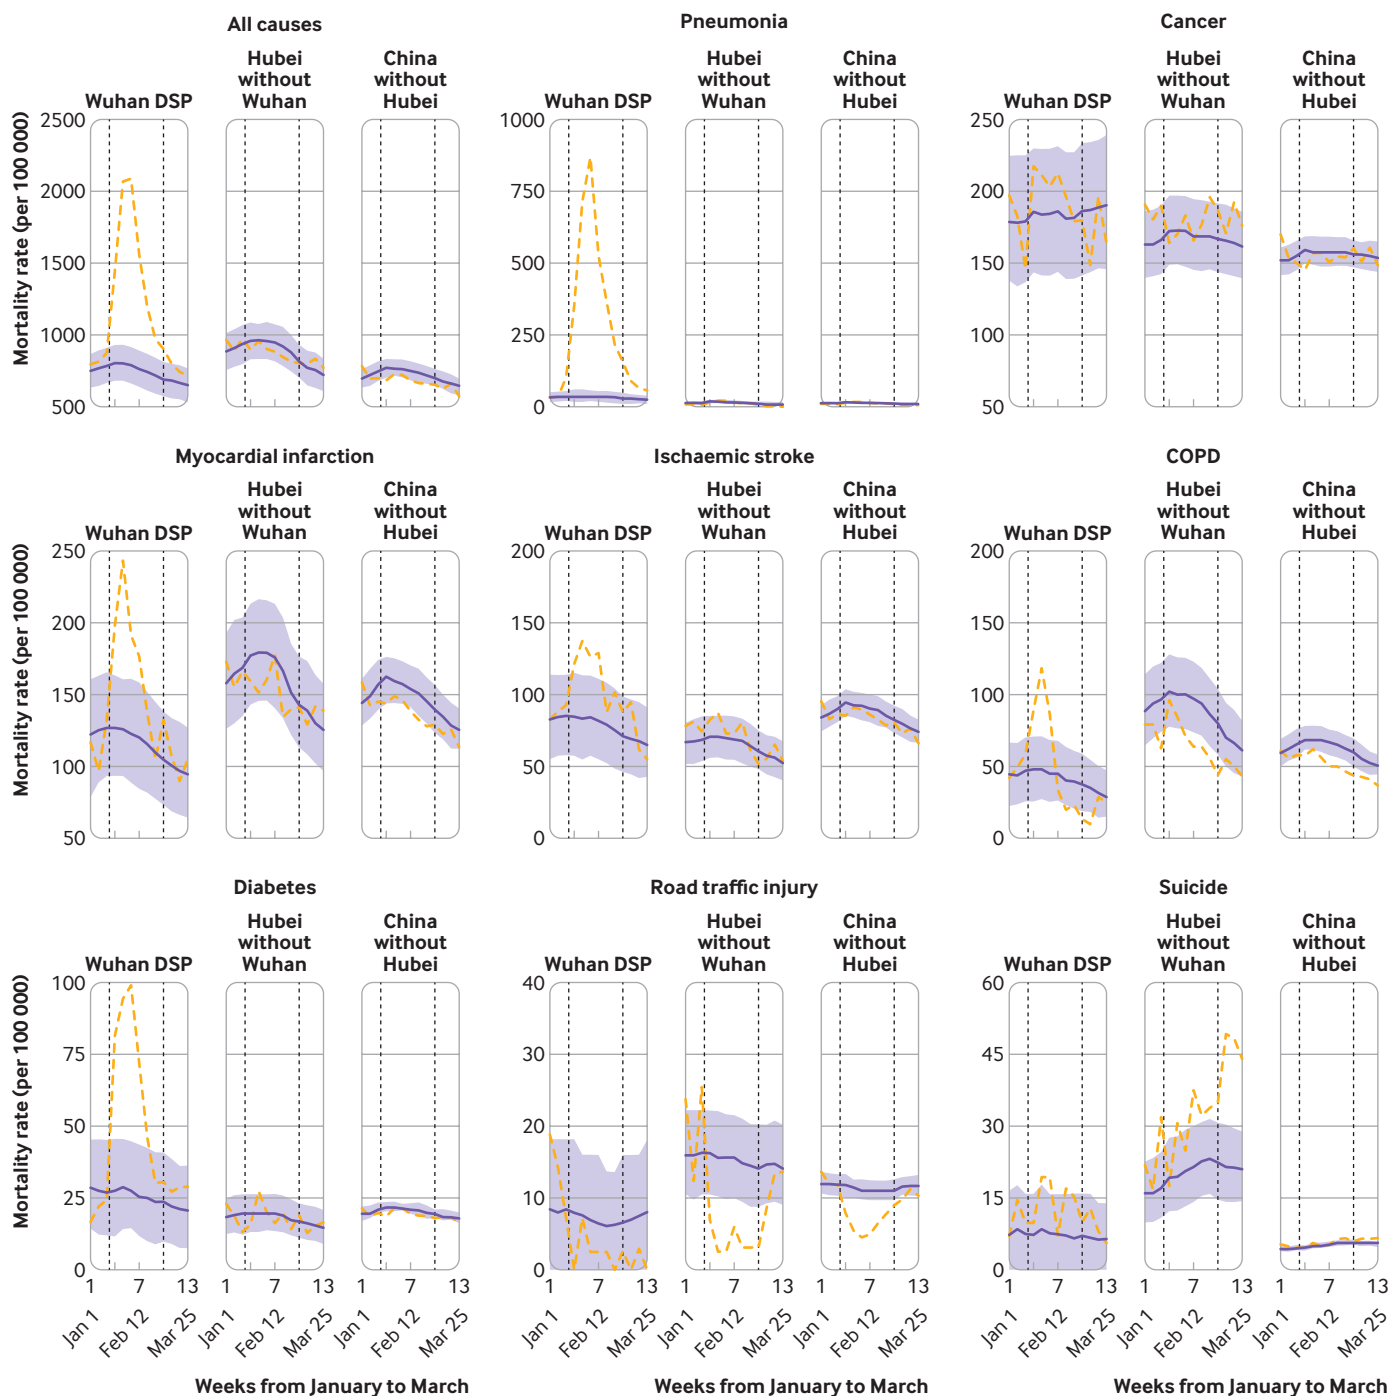 All causes
Pneumonia
Cancer
Wuhan DSP
Hubei
without
Wuhan
China
without
Hubei
Wuhan DSP
Hubei
without
Wuhan
China
without
Hubei
Wuhan DSP
Hubei
without
Wuhan
China
without
Hubei
Mortality rate (per 100 000)
2500
2000
1500
1000
500
1000
750
500
250
0
250
200
150
100
50
Myocardial infarction
Ischaemic stroke
COPD
Wuhan DSP
Hubei
without
Wuhan
China
without
Hubei
Wuhan DSP
Hubei
without
Wuhan
China
without
Hubei
Wuhan DSP
Hubei
without
Wuhan
China
without
Hubei
Mortality rate (per 100 000)
250
200
150
100
50
200
150
100
50
0
200
150
100
50
0
Diabetes
Road traffic injury
Suicide
Wuhan DSP
Hubei
without
Wuhan
China
without
Hubei
Wuhan DSP
Hubei
without
Wuhan
China
without
Hubei
Wuhan DSP
Hubei
without
Wuhan
China
without
Hubei
Mortality rate (per 100 000)
100
75
50
25
0
40
30
20
10
0
60
45
30
15
0
1 7 13 1 7 13 1 7 13
Jan 1 Feb 12 Mar 25 Jan 1 Feb 12 Mar 25 Jan 1 Feb 12 Mar 25
Weeks from January to March
1 7 13 1 7 13 1 7 13
Jan 1 Feb 12 Mar 25 Jan 1 Feb 12 Mar 25 Jan 1 Feb 12 Mar 25
Weeks from January to March
1 7 13 1 7 13 1 7 13
Jan 1 Feb 12 Mar 25 Jan 1 Feb 12 Mar 25 Jan 1 Feb 12 Mar 25
Weeks from January to March